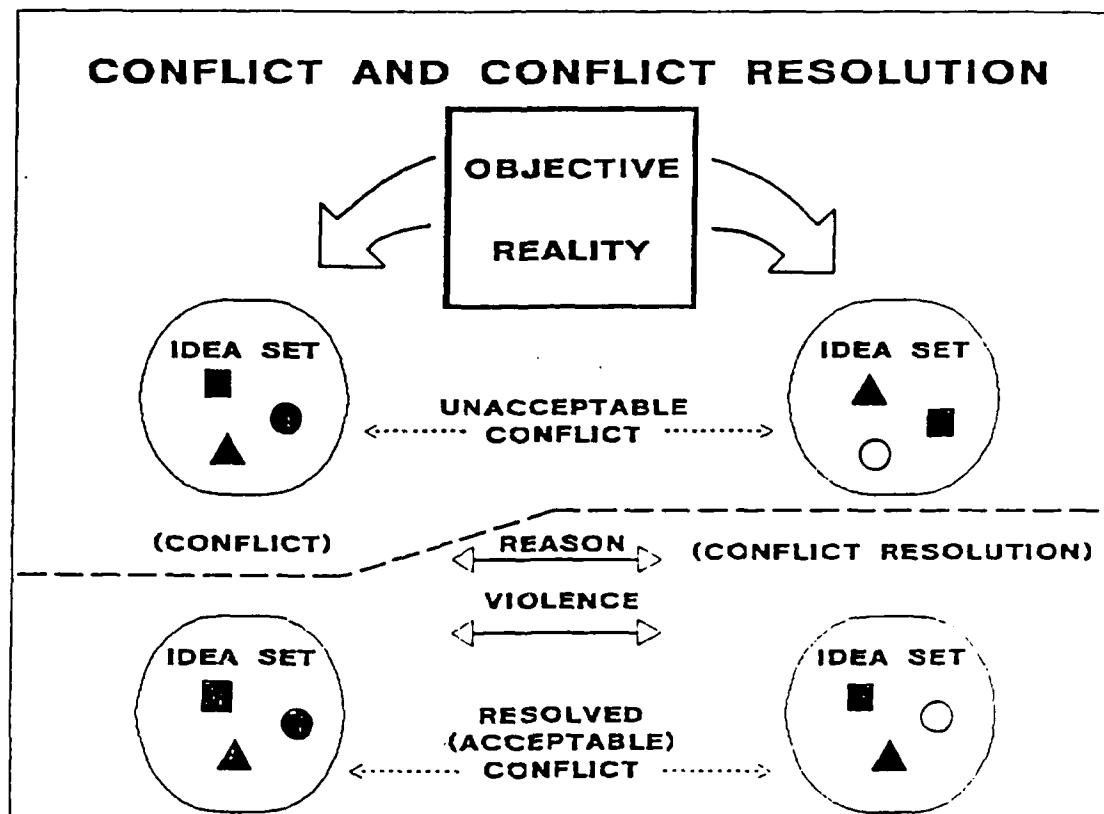 CONFLICT AND CONFLICT RESOLUTION
OBJECTIVE
REALITY
IDEA SET
IDEA SET
UNACCEPTABLE
CONFLICT
(CONFLICT)
REASON
(CONFLICT RESOLUTION)
VIOLENCE
IDEA SET
IDEA SET
RESOLVED
(ACCEPTABLE)
CONFLICT